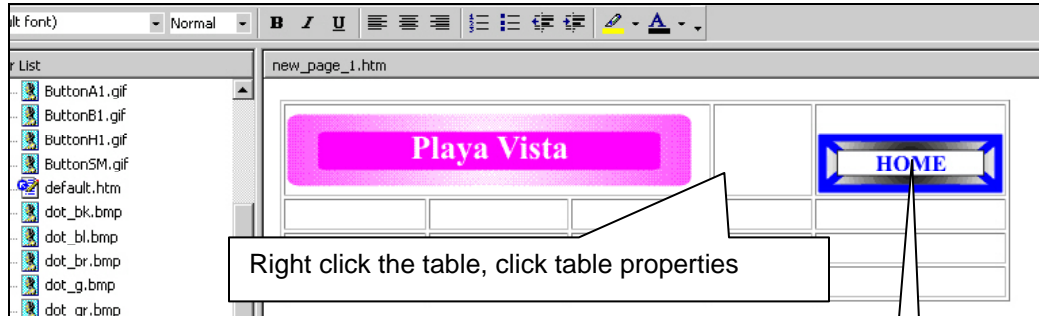 lt font) Normal B I U A
r List
new_page_1.htm
ButtonA1.gif
ButtonB1.gif
ButtonH1.gif
ButtonSM.gif
default.htm
dot_bk.bmp
dot_bl.bmp
dot_br.bmp
dot_g.bmp
dot_gr.bmp
Playa Vista
HOME
Right click the table, click table properties